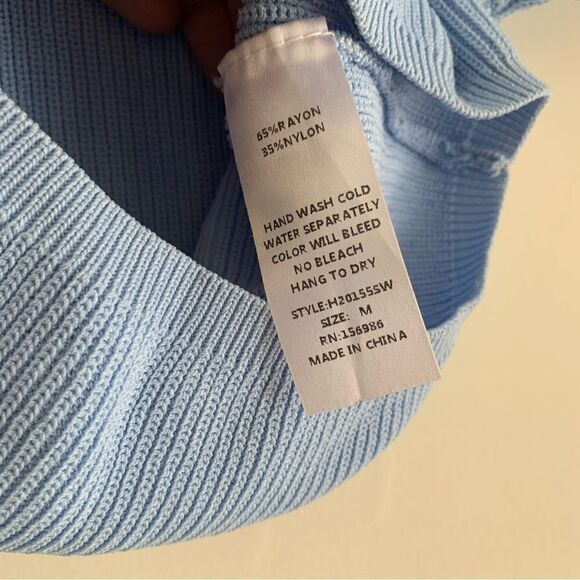 65%RAYON
35%NYLON
HAND WASH COLD
WATER SEPARATELY
COLOR WILL BLEED
NO BLEACH
HANG TO DRY
STYLE:H20155SW
SIZE: M
RN:156986
MADE IN CHINA